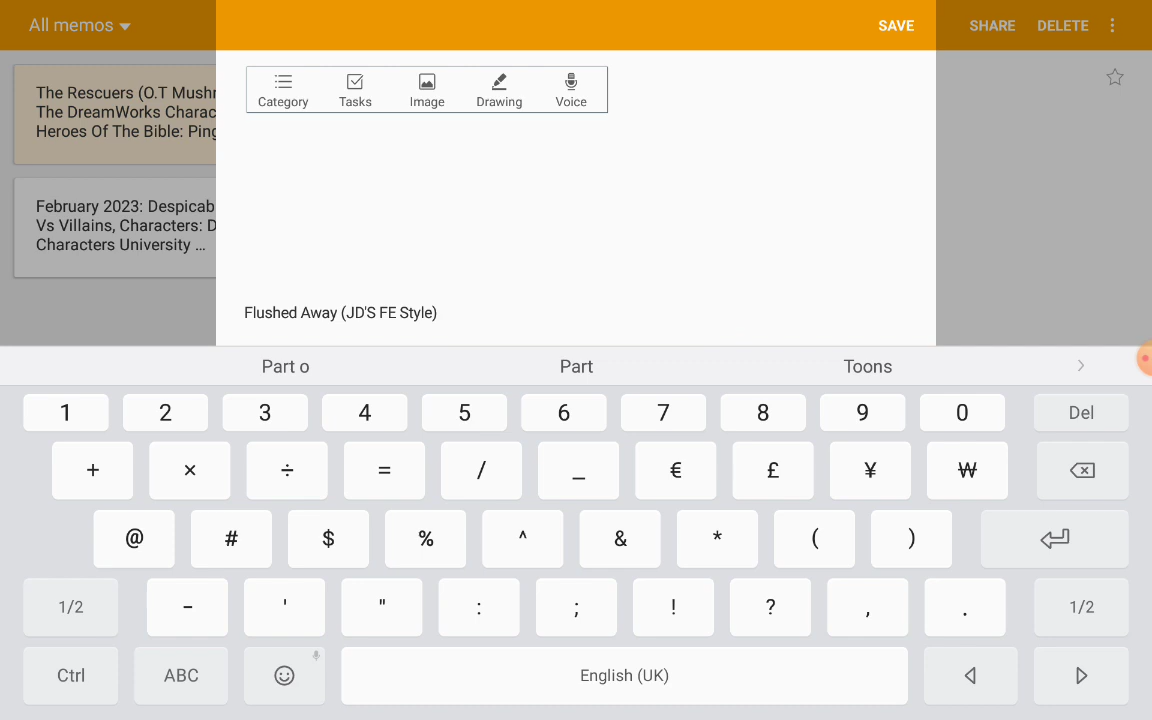 All memos
SAVE
SHARE
DELETE
The Rescuers (O.T Mushr
The DreamWorks Charac
Heroes Of The Bible: Ping
February 2023: Despicab
Vs Villains, Characters: D
Characters University ...
Category
Tasks
Image
Drawing
Voice
Flushed Away (JD'S FE Style)
Part o
Part
Toons
1 2 3 4 5 6 7 8 9 0 Del
+ × ÷ = / _ € £ ¥ ₩
@ # $ % ^ & * ( )
1/2 - ' " : ; ! ? , . 1/2
Ctrl ABC English (UK)